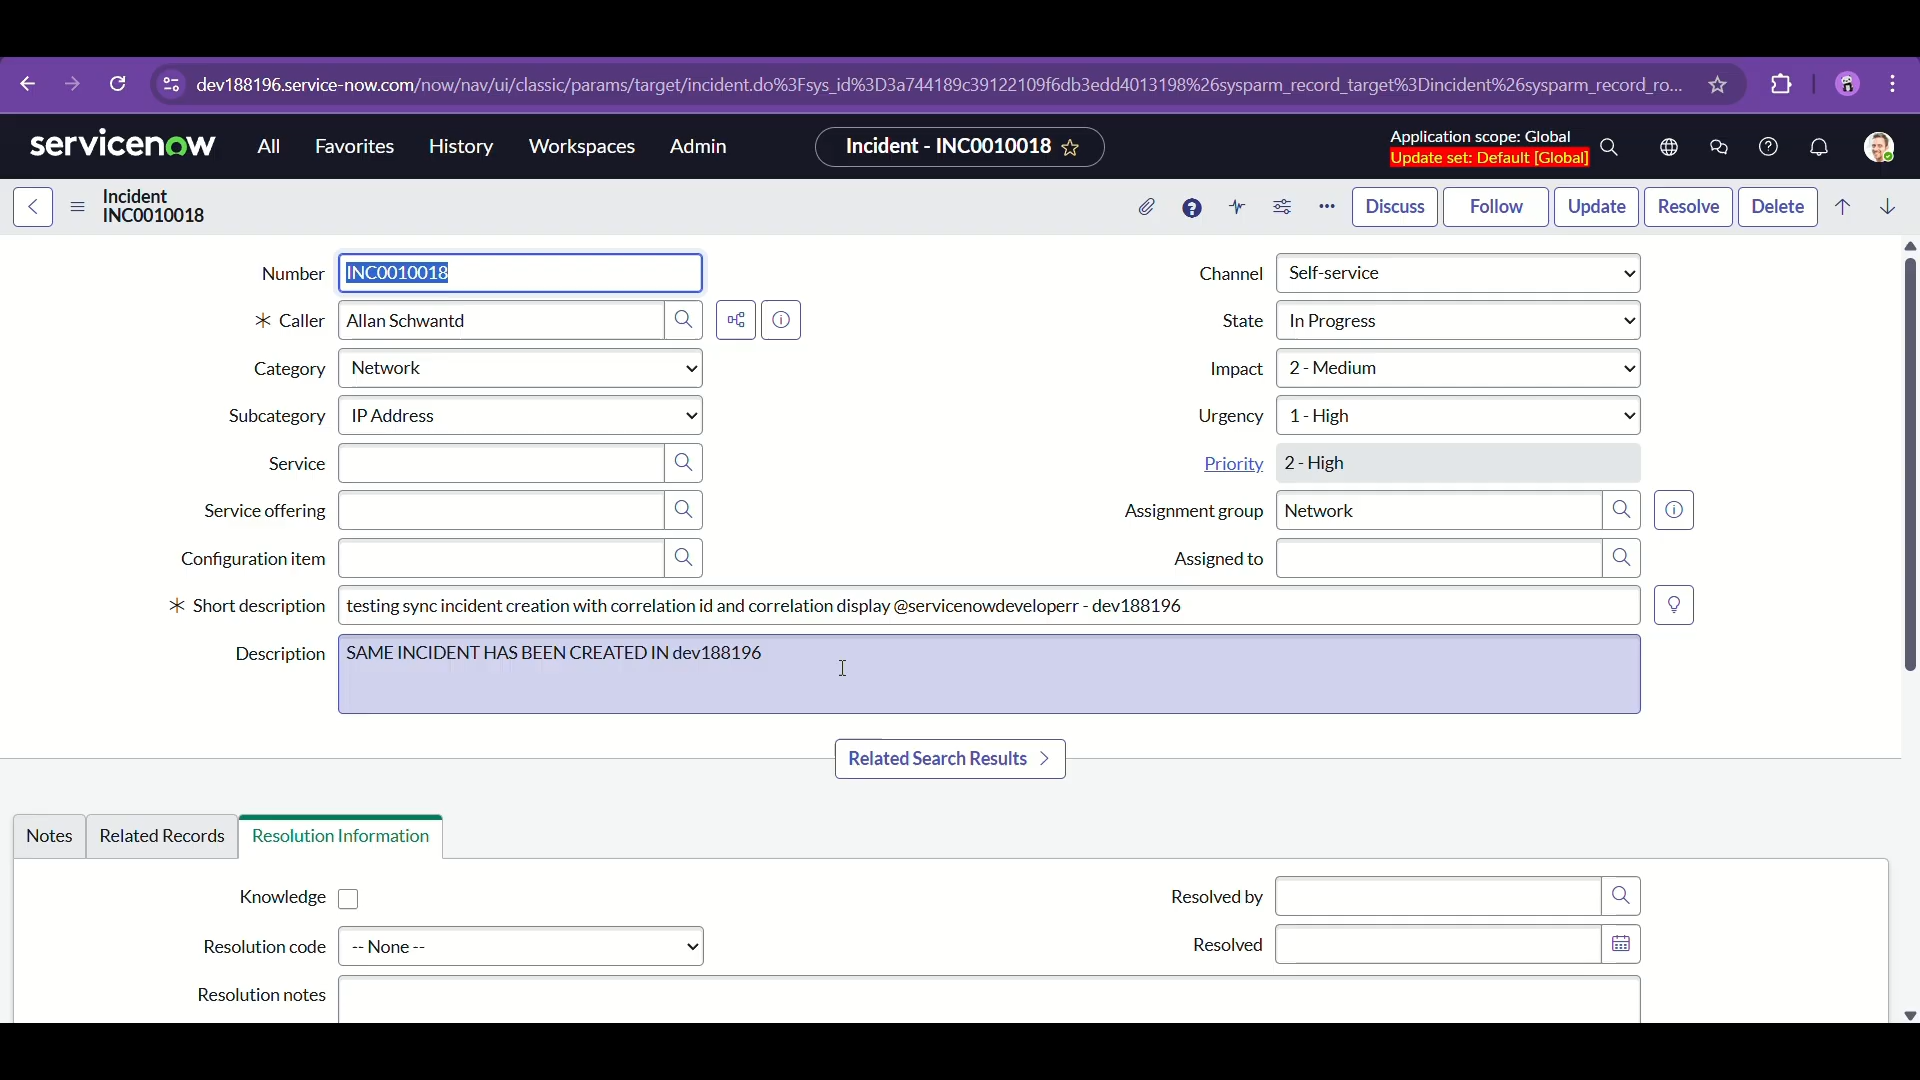 dev188196.service-now.com/now/nav/ui/classic/params/target/incident.do%3Fsys_id%3D3a744189c39122109f6db3edd4013198%26sysparm_record_target%3Dincident%26sysparm_record_ro...
servicenow All Favorites History Workspaces Admin
Incident - INC0010018
Application scope: Global
Update set: Default [Global]
Incident
INC0010018
Discuss Follow Update Resolve Delete
Number INC0010018
Channel Self-service
Caller Allan Schwantd
State In Progress
Category Network
Impact 2 - Medium
Subcategory IP Address
Urgency 1 - High
Service
Priority 2 - High
Service offering
Assignment group Network
Configuration item
Assigned to
Short description testing sync incident creation with correlation id and correlation display @servicenowdeveloperr - dev188196
Description SAME INCIDENT HAS BEEN CREATED IN dev188196
Related Search Results
Notes Related Records Resolution Information
Knowledge
Resolved by
Resolution code -- None --
Resolved
Resolution notes